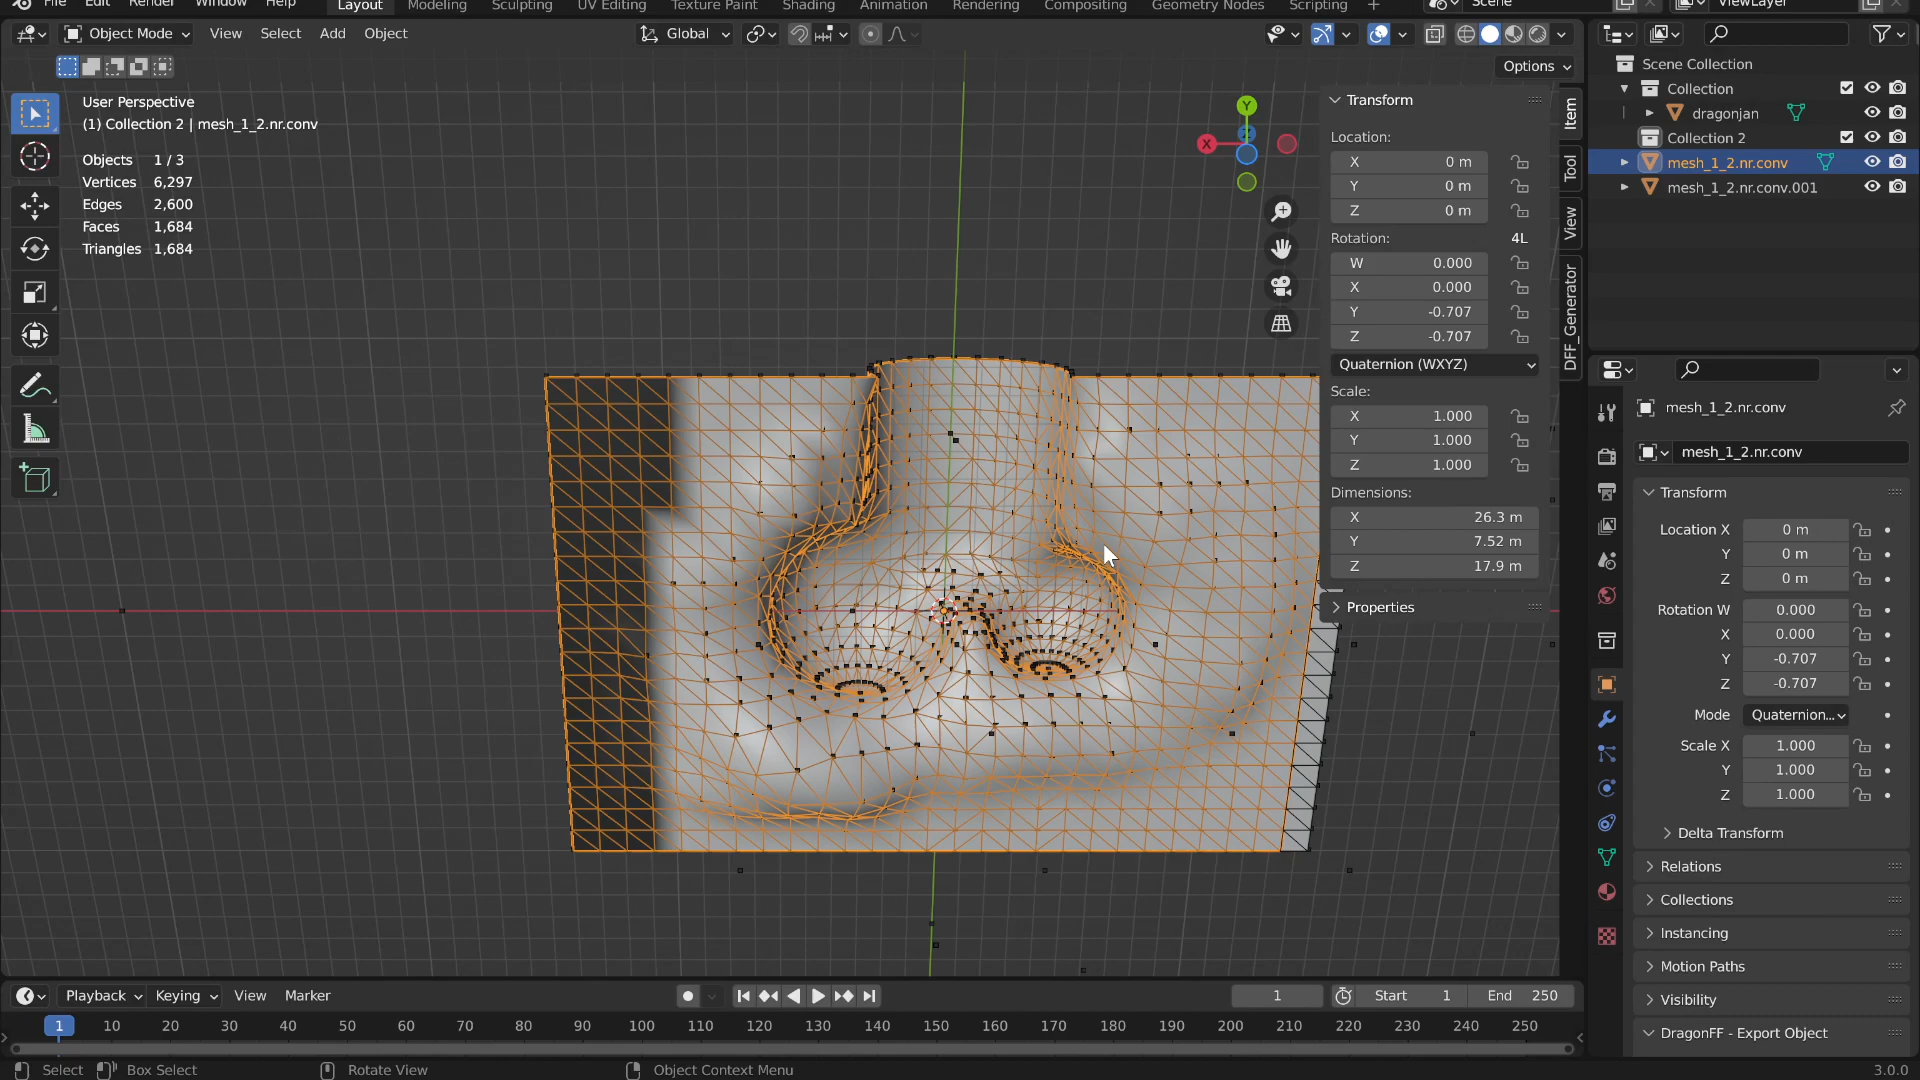 File Edit Render Window Help Layout Modeling Sculpting UV Editing Texture Paint Shading Animation Rendering Compositing Geometry Nodes Scripting + Scene ViewLayer
Object Mode View Select Add Object Global
Options
User Perspective
(1) Collection 2 | mesh_1_2.nr.conv
Objects 1 / 3
Vertices 6,297
Edges 2,600
Faces 1,684
Triangles 1,684
Y
X
Z
Transform
Location:
X 0 m
Y 0 m
Z 0 m
Rotation: 4L
W 0.000
X 0.000
Y -0.707
Z -0.707
Quaternion (WXYZ)
Scale:
X 1.000
Y 1.000
Z 1.000
Dimensions:
X 26.3 m
Y 7.52 m
Z 17.9 m
Properties
Item
Tool
View
DFF_Generator
Scene Collection
Collection
dragonjan
Collection 2
mesh_1_2.nr.conv
mesh_1_2.nr.conv.001
mesh_1_2.nr.conv
mesh_1_2.nr.conv
Transform
Location X 0 m
Y 0 m
Z 0 m
Rotation W 0.000
X 0.000
Y -0.707
Z -0.707
Mode Quaternion...
Scale X 1.000
Y 1.000
Z 1.000
Delta Transform
Relations
Collections
Instancing
Motion Paths
Visibility
DragonFF - Export Object
Playback Keying View Marker 1 Start 1 End 250
1 10 20 30 40 50 60 70 80 90 100 110 120 130 140 150 160 170 180 190 200 210 220 230 240 250
Select Box Select Rotate View Object Context Menu 3.0.0